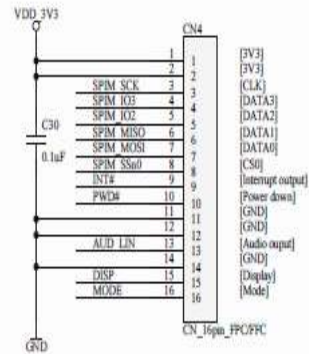 VDD_3V3
CN4
1 1 [3V3]
2 2 [3V3]
SPIM_SCK 3 3 [CLK]
SPIM_IO3 4 4 [DATA3]
SPIM_IO2 5 5 [DATA2]
SPIM_MISO 6 6 [DATA1]
SPIM_MOSI 7 7 [DATA0]
SPIM_SSn0 8 8 [CS0]
INT# 9 9 [Interrupt output]
PWD# 10 10 [Power down]
11 11 [GND]
12 12 [GND]
AUD_LIN 13 13 [Audio ouput]
14 14 [GND]
DISP 15 15 [Display]
MODE 16 16 [Mode]
C30
0.1uF
GND
CN_16pin_FPC/FFC